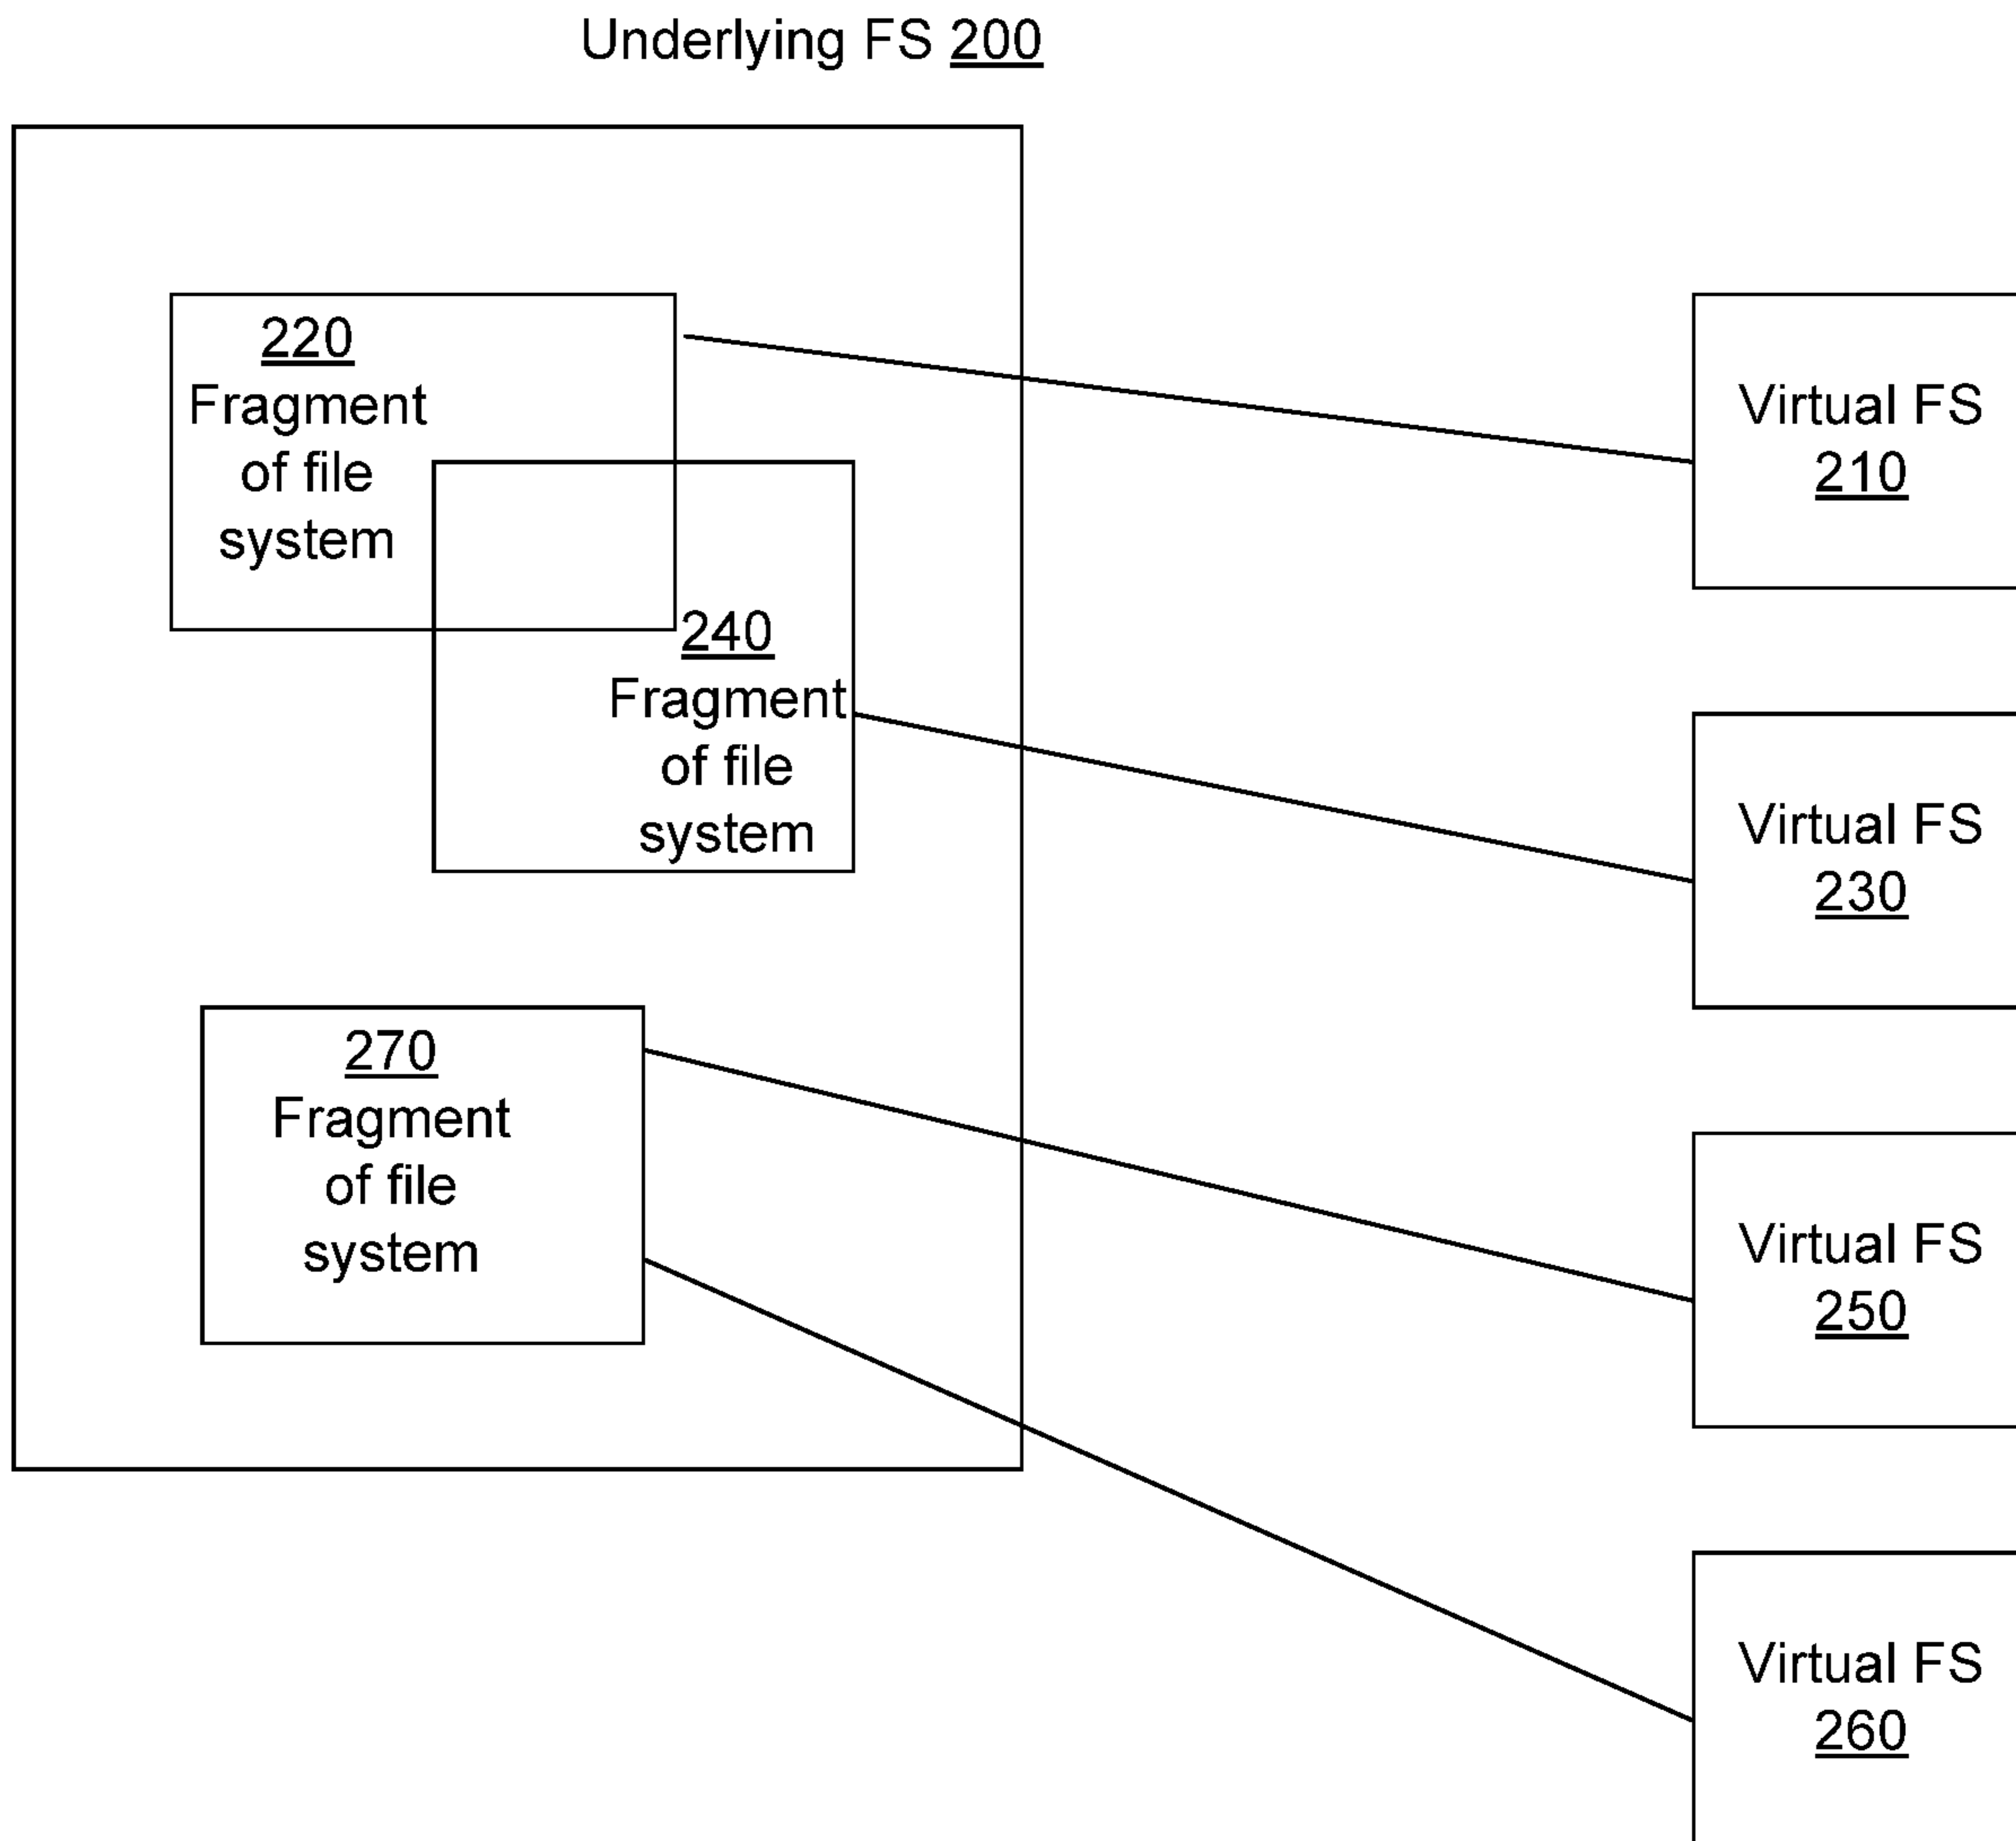 Underlying FS 200
220
Fragment
of file
system
240
Fragment
of file
system
270
Fragment
of file
system
Virtual FS
210
Virtual FS
230
Virtual FS
250
Virtual FS
260